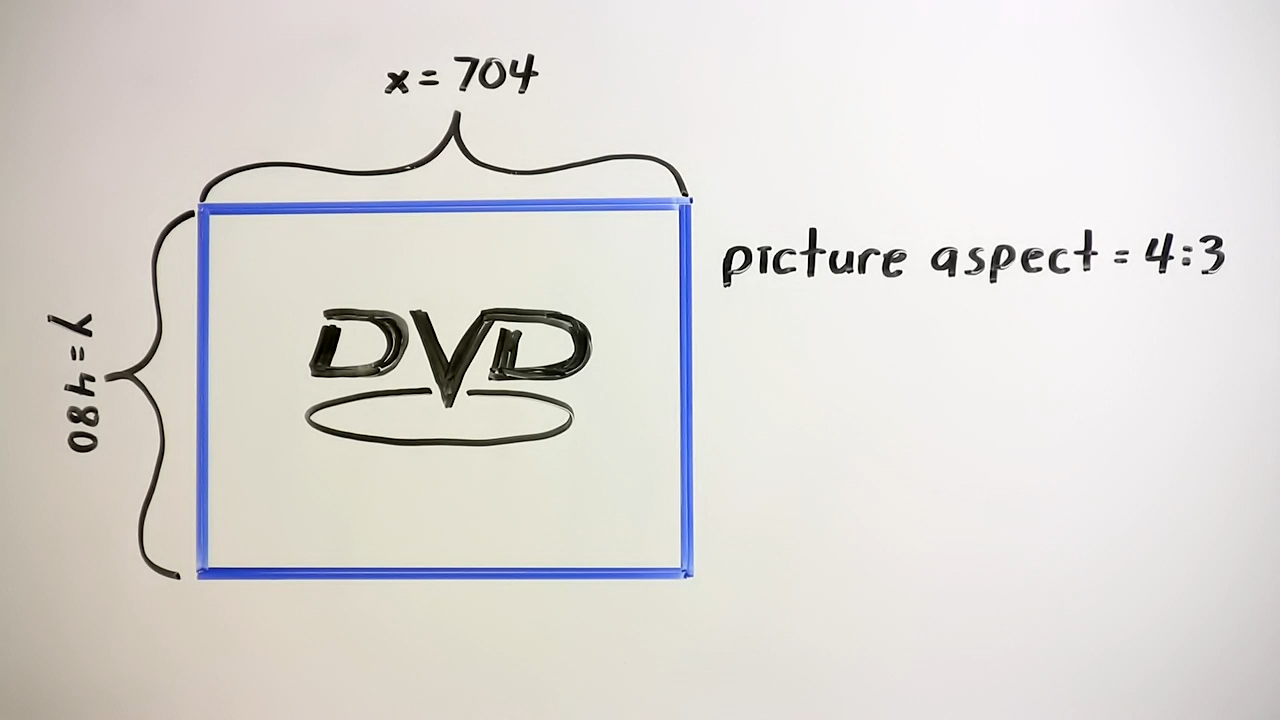 x = 704
picture aspect = 4:3
DVD
y = 480